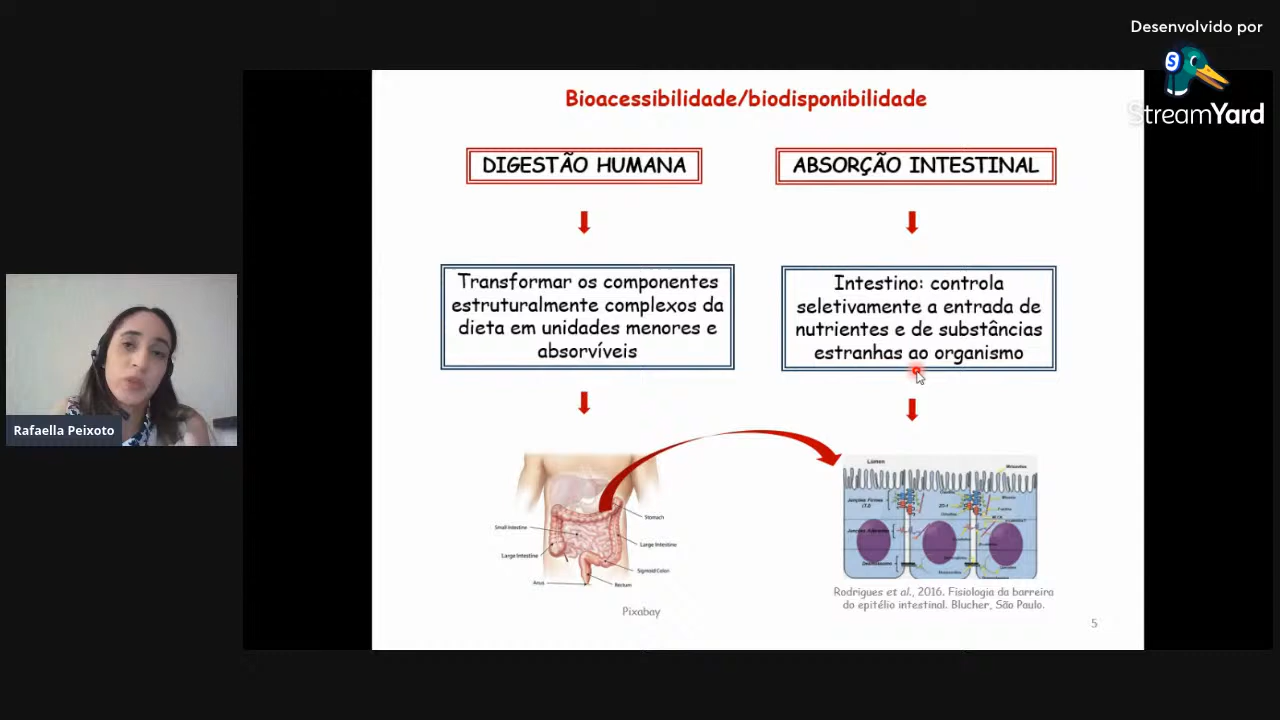 Desenvolvido por
StreamYard
Bioacessibilidade/biodisponibilidade
DIGESTÃO HUMANA
ABSORÇÃO INTESTINAL
Transformar os componentes
estruturalmente complexos da
dieta em unidades menores e
absorvíveis
Intestino: controla
seletivamente a entrada de
nutrientes e de substâncias
estranhas ao organismo
Rafaella Peixoto
Small Intestine
Large Intestine
Anus
Stomach
Large Intestine
Sigmoid Colon
Rectum
Pixabay
Lúmen
Rodrigues et al., 2016. Fisiologia da barreira
do epitélio intestinal. Blucher, São Paulo.
5